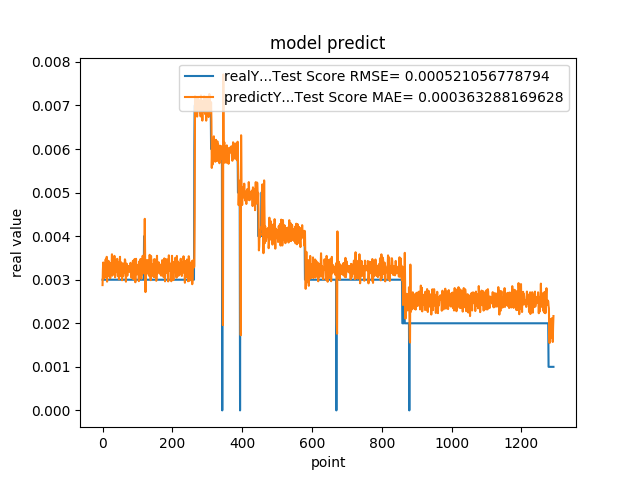 model predict
realY...Test Score RMSE= 0.000521056778794
predictY...Test Score MAE= 0.000363288169628
real value
0.008
0.007
0.006
0.005
0.004
0.003
0.002
0.001
0.000
0 200 400 600 800 1000 1200
point